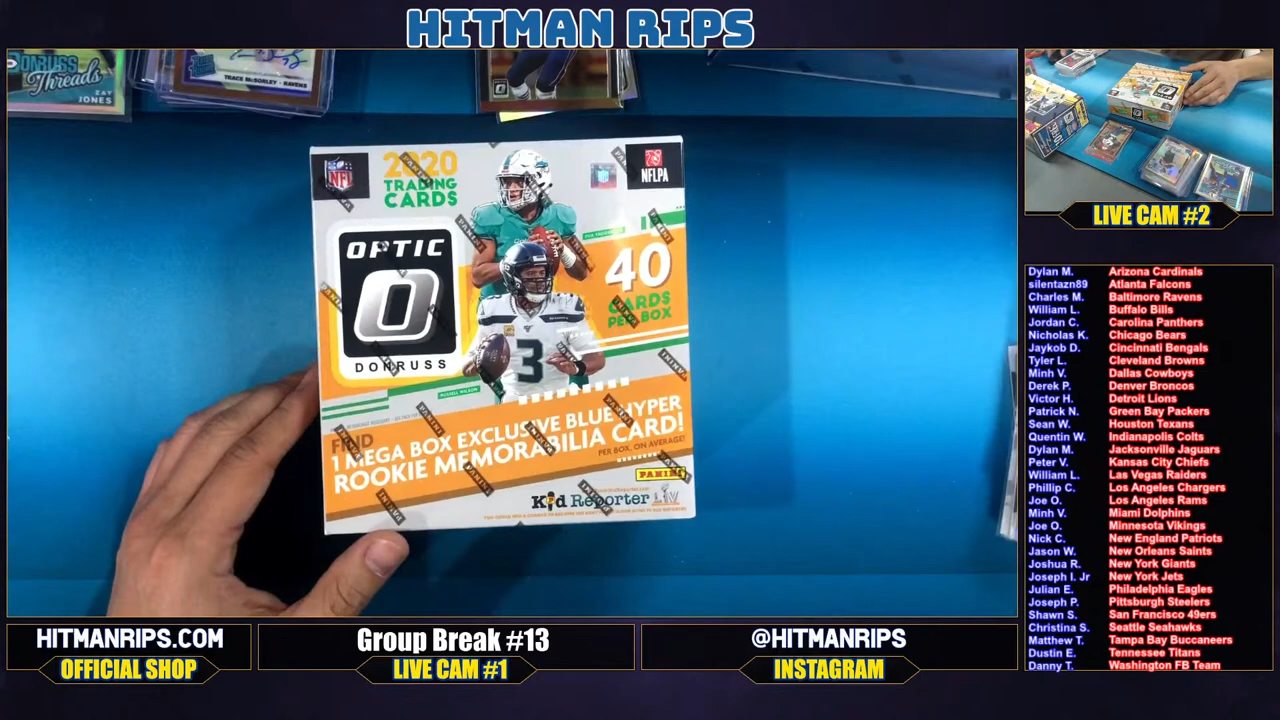 HITMAN RIPS
DONRUSS
Threads
ZAY
JONES
TRACE McSORLEY - RAVENS
NFL
2020
TRADING
CARDS
NFLPA
OPTIC
O
DONRUSS
40
CARDS
PER BOX
3
RUSSELL WILSON
FIND
1 MEGA BOX EXCLUSIVE BLUE HYPER
ROOKIE MEMORABILIA CARD!
PER BOX, ON AVERAGE!
PANINI
Kid Reporter LIV
LIVE CAM #2
Dylan M. Arizona Cardinals
silentazn89 Atlanta Falcons
Charles M. Baltimore Ravens
William L. Buffalo Bills
Jordan C. Carolina Panthers
Nicholas K. Chicago Bears
Jaykob D. Cincinnati Bengals
Tyler L. Cleveland Browns
Minh V. Dallas Cowboys
Derek P. Denver Broncos
Victor H. Detroit Lions
Patrick N. Green Bay Packers
Sean W. Houston Texans
Quentin W. Indianapolis Colts
Dylan M. Jacksonville Jaguars
Peter V. Kansas City Chiefs
William L. Las Vegas Raiders
Phillip C. Los Angeles Chargers
Joe O. Los Angeles Rams
Minh V. Miami Dolphins
Joe O. Minnesota Vikings
Nick C. New England Patriots
Jason W. New Orleans Saints
Joshua R. New York Giants
Joseph I. Jr New York Jets
Julian E. Philadelphia Eagles
Joseph P. Pittsburgh Steelers
Shawn S. San Francisco 49ers
Christina S. Seattle Seahawks
Matthew T. Tampa Bay Buccaneers
Dustin E. Tennessee Titans
Danny T. Washington FB Team
HITMANRIPS.COM
OFFICIAL SHOP
Group Break #13
LIVE CAM #1
@HITMANRIPS
INSTAGRAM